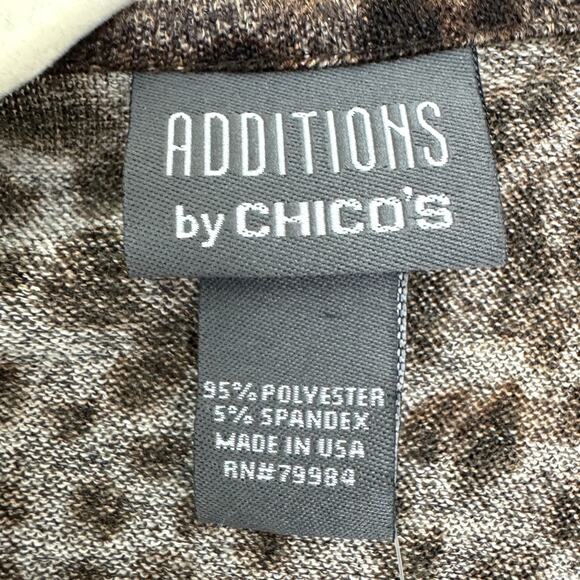 ADDITIONS
by CHICO'S
95% POLYESTER
5% SPANDEX
MADE IN USA
RN#79984